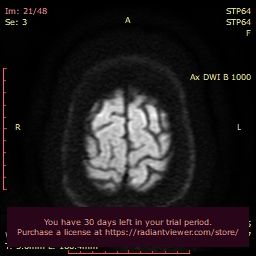 Im: 21/48
Se: 3
STP64
STP64
F
A
Ax DWI B 1000
R
L
You have 30 days left in your trial period.
Purchase a license at https://radiantviewer.com/store/